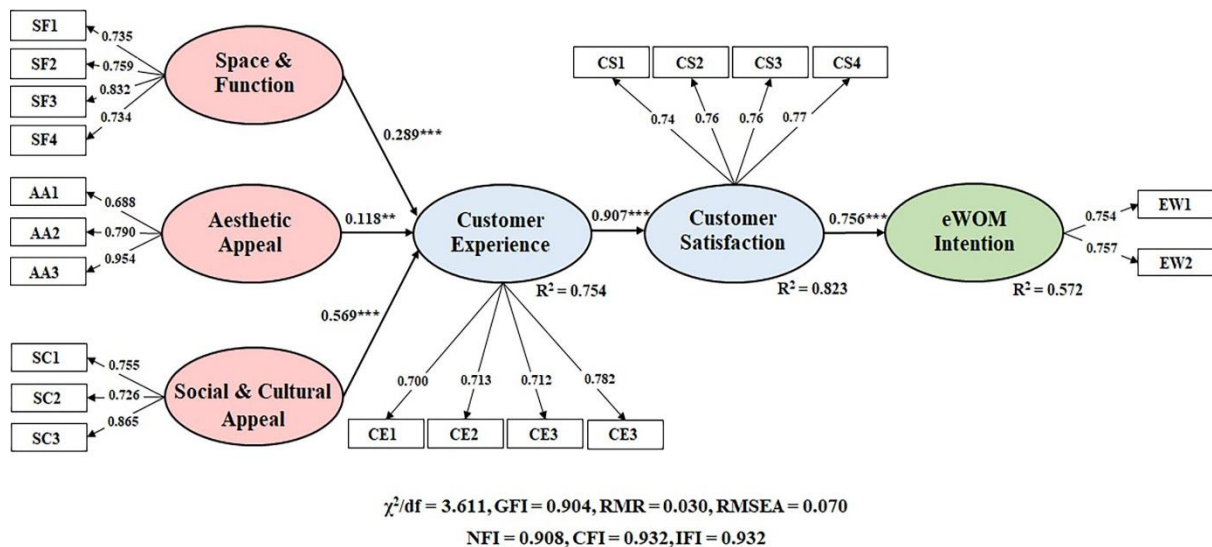 SF1
0.735
SF2
0.759
SF3
0.832
SF4
0.734
Space &
Function
0.289***
AA1
0.688
AA2
0.790
AA3
0.954
Aesthetic
Appeal
0.118**
SC1
0.755
SC2
0.726
SC3
0.865
Social & Cultural
Appeal
0.569***
Customer
Experience
R² = 0.754
0.700
0.713
0.712
0.782
CE1
CE2
CE3
CE3
0.907***
CS1
CS2
CS3
CS4
0.74
0.76
0.76
0.77
Customer
Satisfaction
R² = 0.823
0.756***
eWOM
Intention
R² = 0.572
0.754
EW1
0.757
EW2
χ²/df = 3.611, GFI = 0.904, RMR = 0.030, RMSEA = 0.070
NFI = 0.908, CFI = 0.932, IFI = 0.932